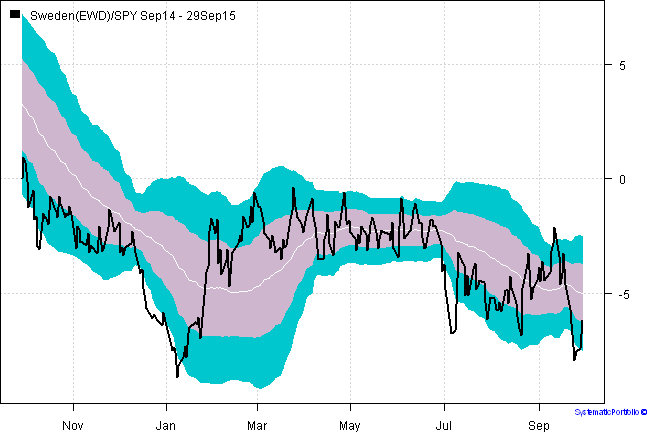 Sweden(EWD)/SPY Sep14 - 29Sep15
5
0
-5
Nov Jan Mar May Jul Sep
SystematicPortfolio ©